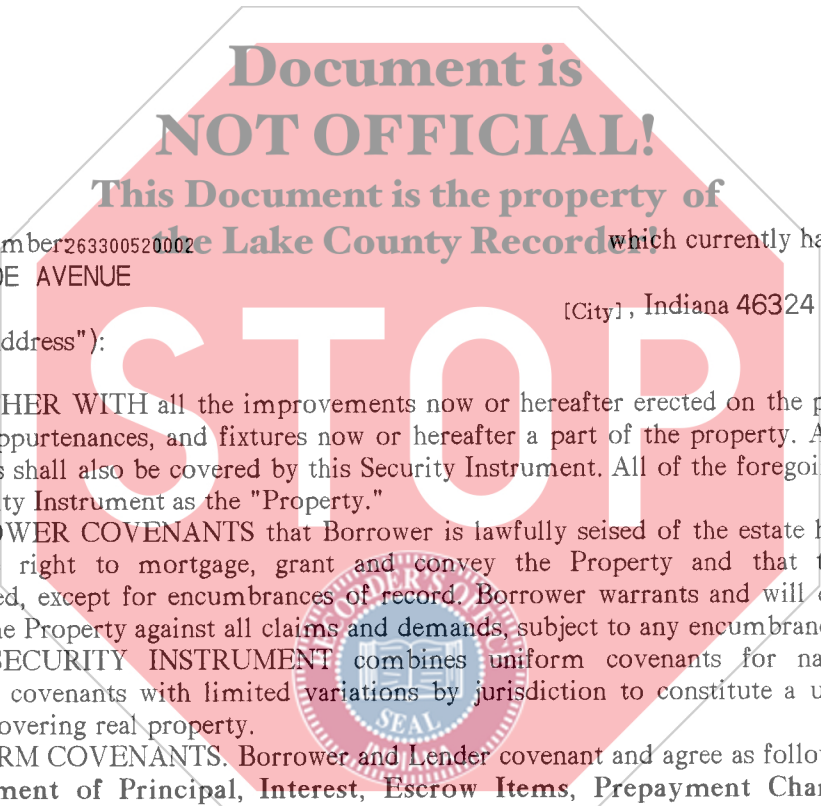 Document is
NOT OFFICIAL!
This Document is the property of
the Lake County Recorder!
mber263300520002 which currently ha
DE AVENUE
[City], Indiana 46324
ddress"):
STOP
HER WITH all the improvements now or hereafter erected on the p
ppurtenances, and fixtures now or hereafter a part of the property. A
s shall also be covered by this Security Instrument. All of the foregoi
ty Instrument as the "Property."
OWER COVENANTS that Borrower is lawfully seised of the estate h
right to mortgage, grant and convey the Property and that t
ed, except for encumbrances of record. Borrower warrants and will
he Property against all claims and demands, subject to any encumbran
SECURITY INSTRUMENT combines uniform covenants for na
covenants with limited variations by jurisdiction to constitute a u
overing real property.
RM COVENANTS. Borrower and Lender covenant and agree as follo
ment of Principal, Interest, Escrow Items, Prepayment Char
SEAL